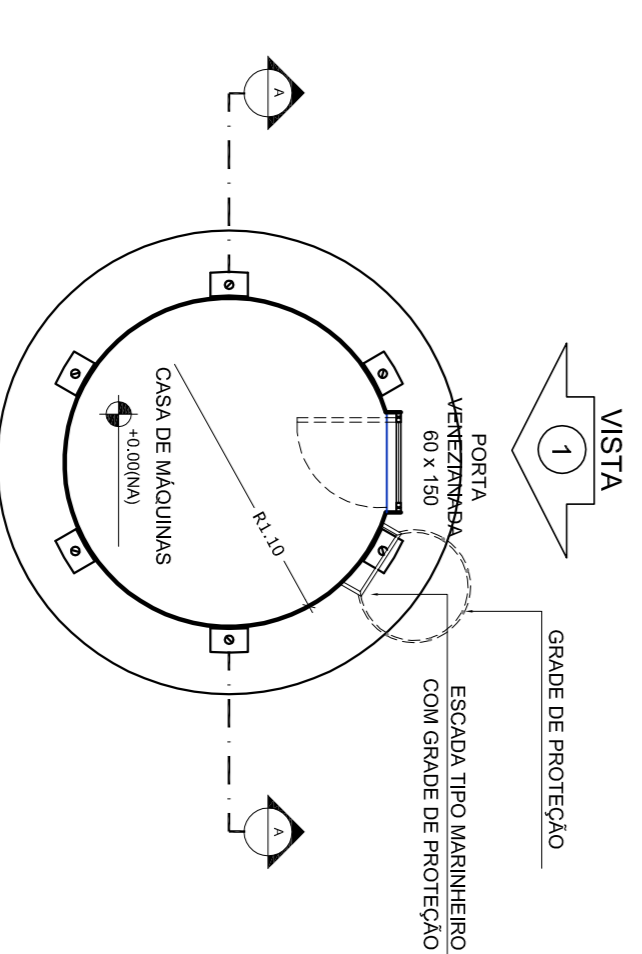 VISTA
1
PORTA
VENEZIANADA
60 x 150
GRADE DE PROTEÇÃO
ESCADA TIPO MARINHEIRO
COM GRADE DE PROTEÇÃO
A
R1.10
CASA DE MÁQUINAS
+0.00(NA)
A